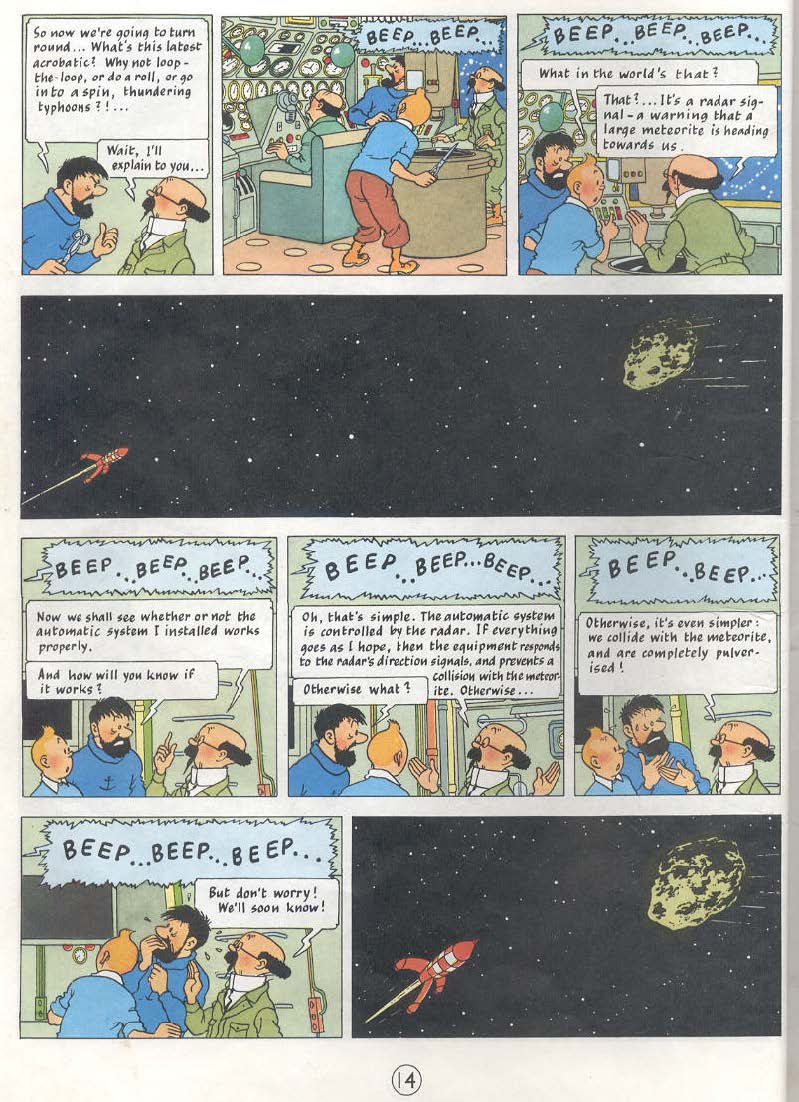 So now we're going to turn
round... What's this latest
acrobatic? Why not loop-
the-loop, or do a roll, or go
into a spin, thundering
typhoons?!...
Wait, I'll
explain to you...
BEEP...BEEP...
BEEP...BEEP...BEEP...
What in the world's that?
That?...It's a radar sig-
nal - a warning that a
large meteorite is heading
towards us.
BEEP...BEEP...BEEP...
Now we shall see whether or not the
automatic system I installed works
properly.
And how will you know if
it works?
BEEP...BEEP...BEEP...
Oh, that's simple. The automatic system
is controlled by the radar. If everything
goes as I hope, then the equipment responds
to the radar's direction signals, and prevents a
collision with the meteor-
ite. Otherwise...
Otherwise what?
BEEP...BEEP...
Otherwise, it's even simpler:
we collide with the meteorite,
and are completely pulver-
ised!
BEEP...BEEP...BEEP...
But don't worry!
We'll soon know!
14